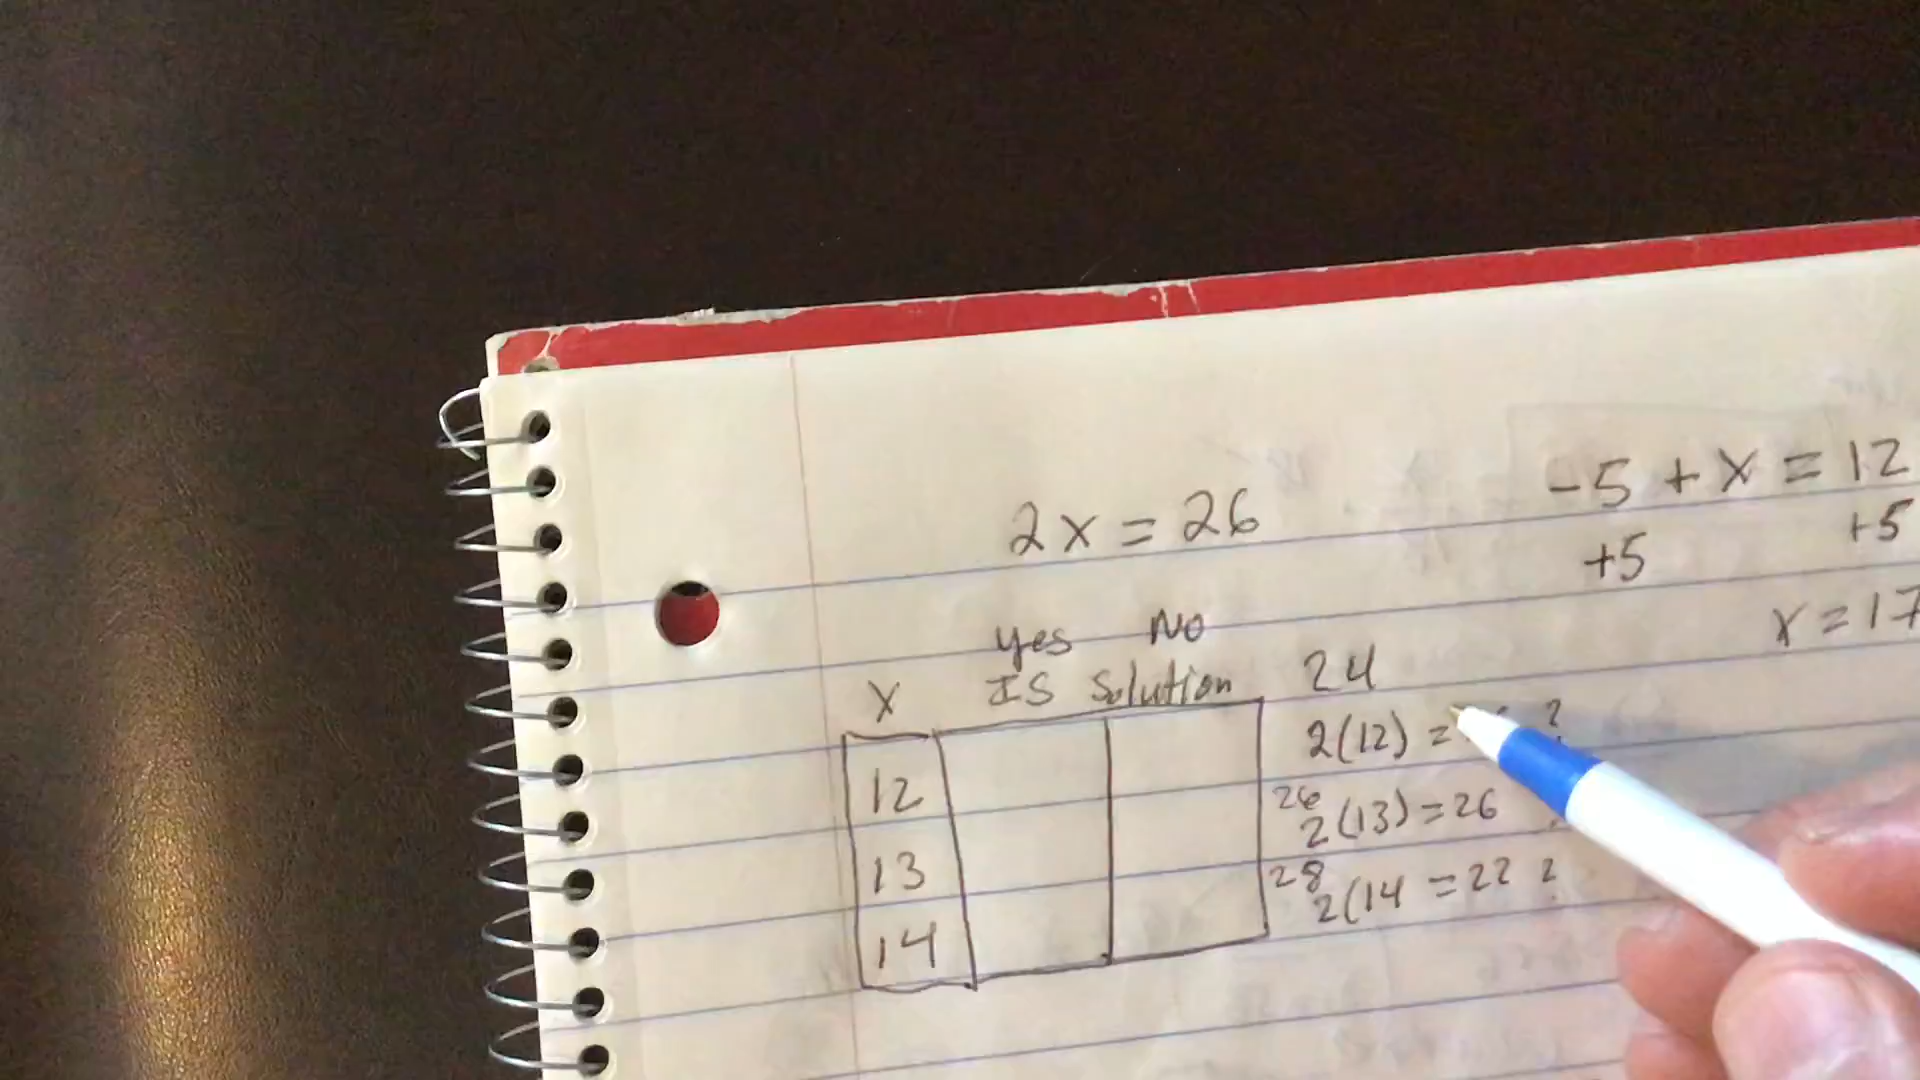 2x = 26
-5 + x = 12
+5 +5
x = 17
Yes No
X IS Solution
12
13
14
24
2(12) = ?
26
2(13) = 26
28
2(14 = 22 ?